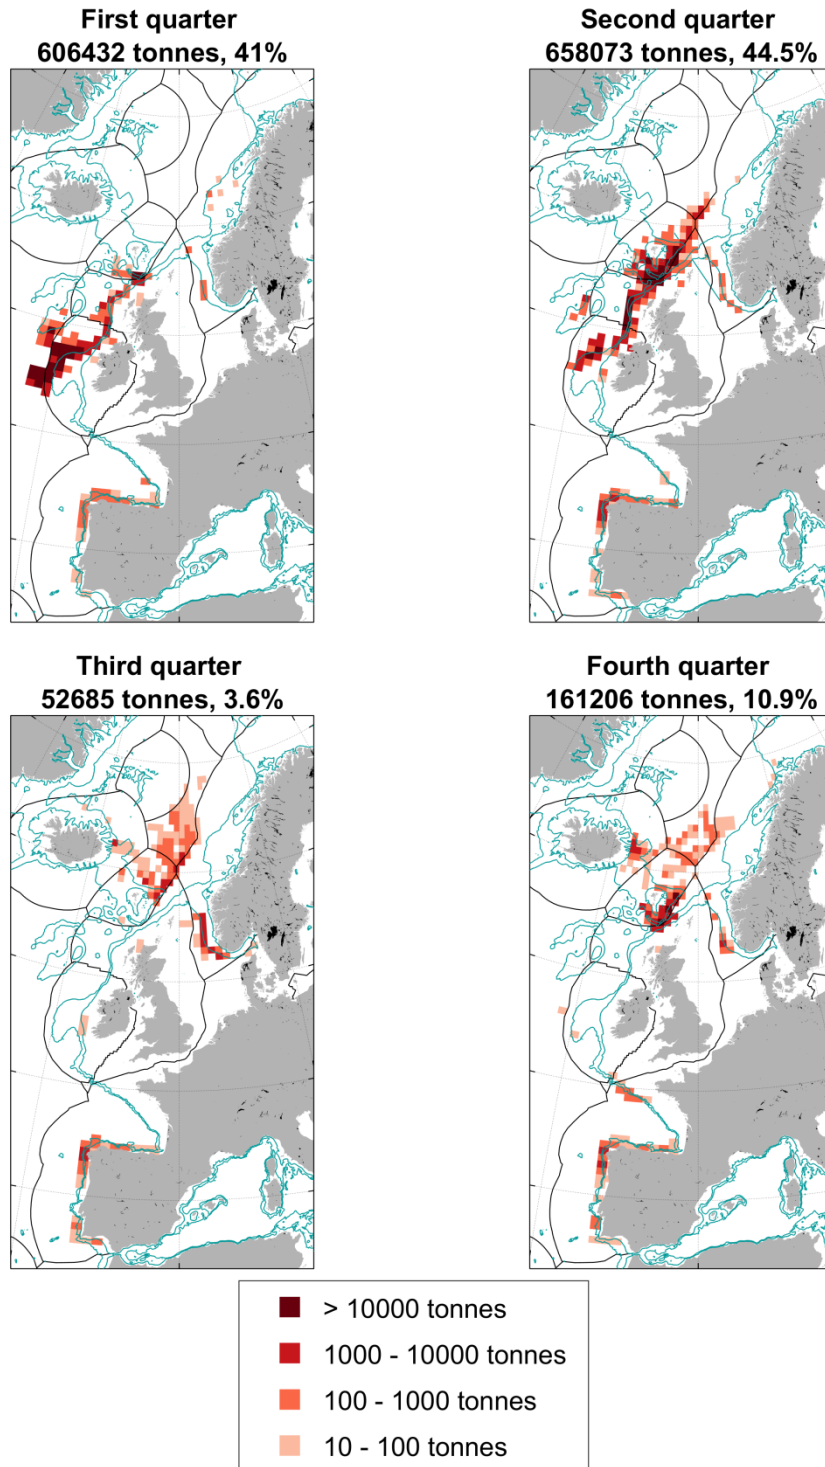 First quarter
606432 tonnes, 41%
Second quarter
658073 tonnes, 44.5%
Third quarter
52685 tonnes, 3.6%
Fourth quarter
161206 tonnes, 10.9%
> 10000 tonnes
1000 - 10000 tonnes
100 - 1000 tonnes
10 - 100 tonnes